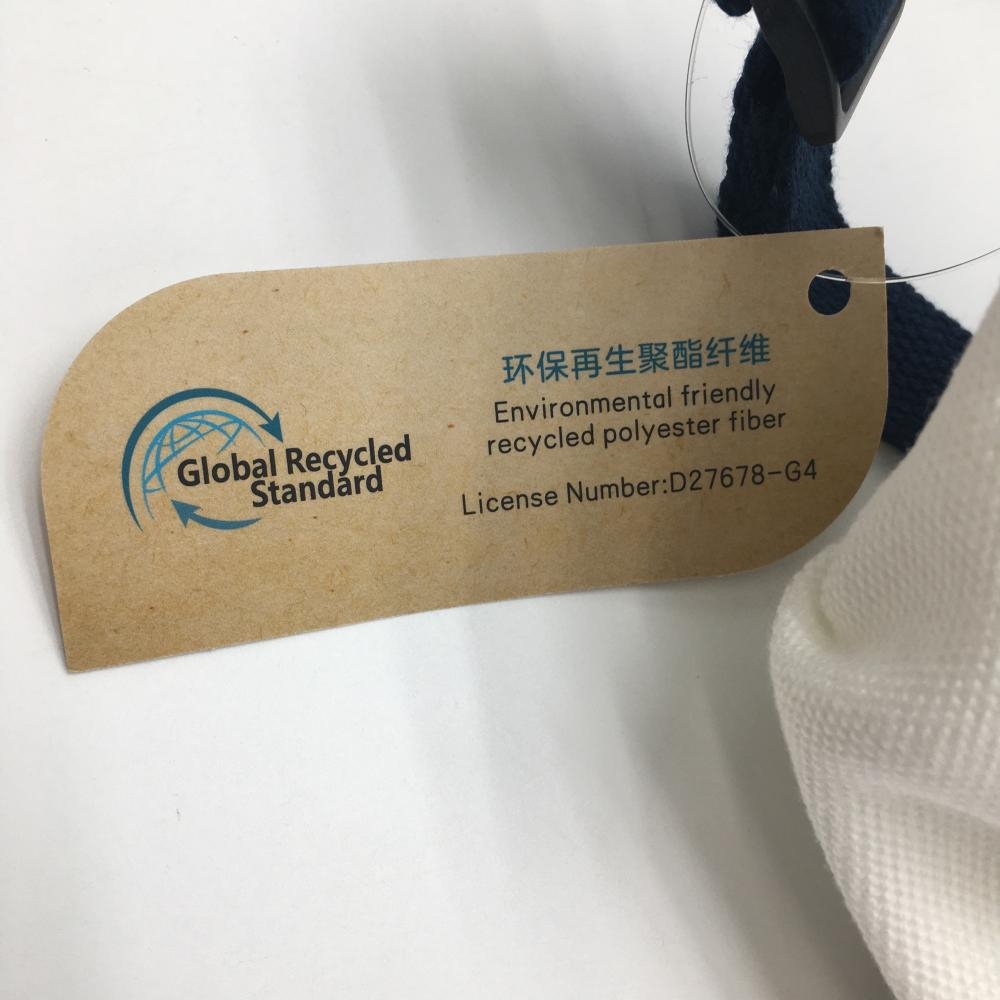 Global Recycled
Standard
环保再生聚酯纤维
Environmental friendly
recycled polyester fiber
License Number:D27678-G4